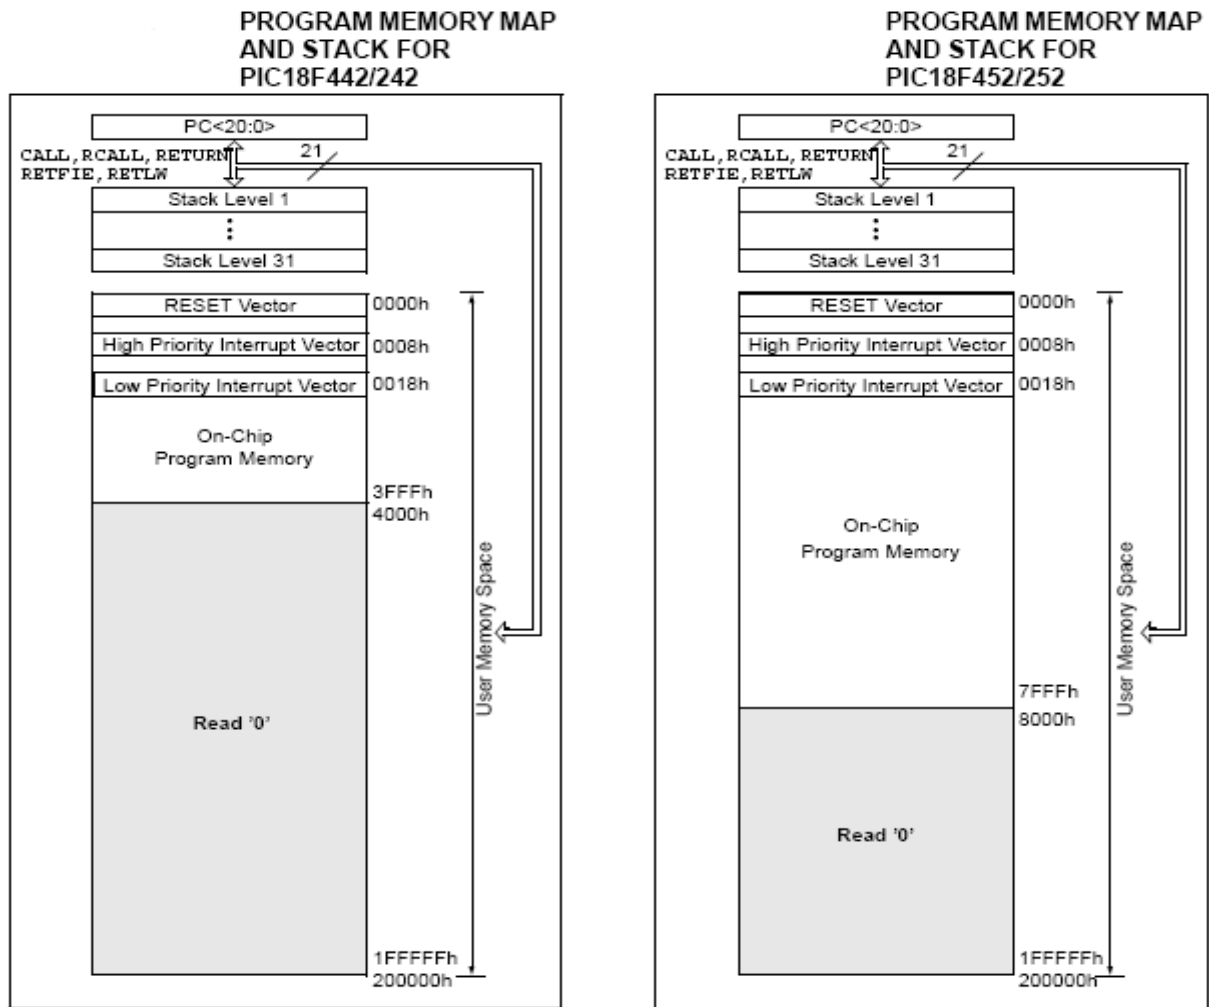 PROGRAM MEMORY MAP
AND STACK FOR
PIC18F442/242
PC<20:0>
CALL,RCALL,RETURN
RETFIE,RETLW
21
Stack Level 1
Stack Level 31
RESET Vector
0000h
High Priority Interrupt Vector
0008h
Low Priority Interrupt Vector
0018h
On-Chip
Program Memory
3FFFh
4000h
User Memory Space
Read '0'
1FFFFFh
200000h
PROGRAM MEMORY MAP
AND STACK FOR
PIC18F452/252
PC<20:0>
CALL,RCALL,RETURN
RETFIE,RETLW
21
Stack Level 1
Stack Level 31
RESET Vector
0000h
High Priority Interrupt Vector
0008h
Low Priority Interrupt Vector
0018h
On-Chip
Program Memory
User Memory Space
7FFFh
8000h
Read '0'
1FFFFFh
200000h